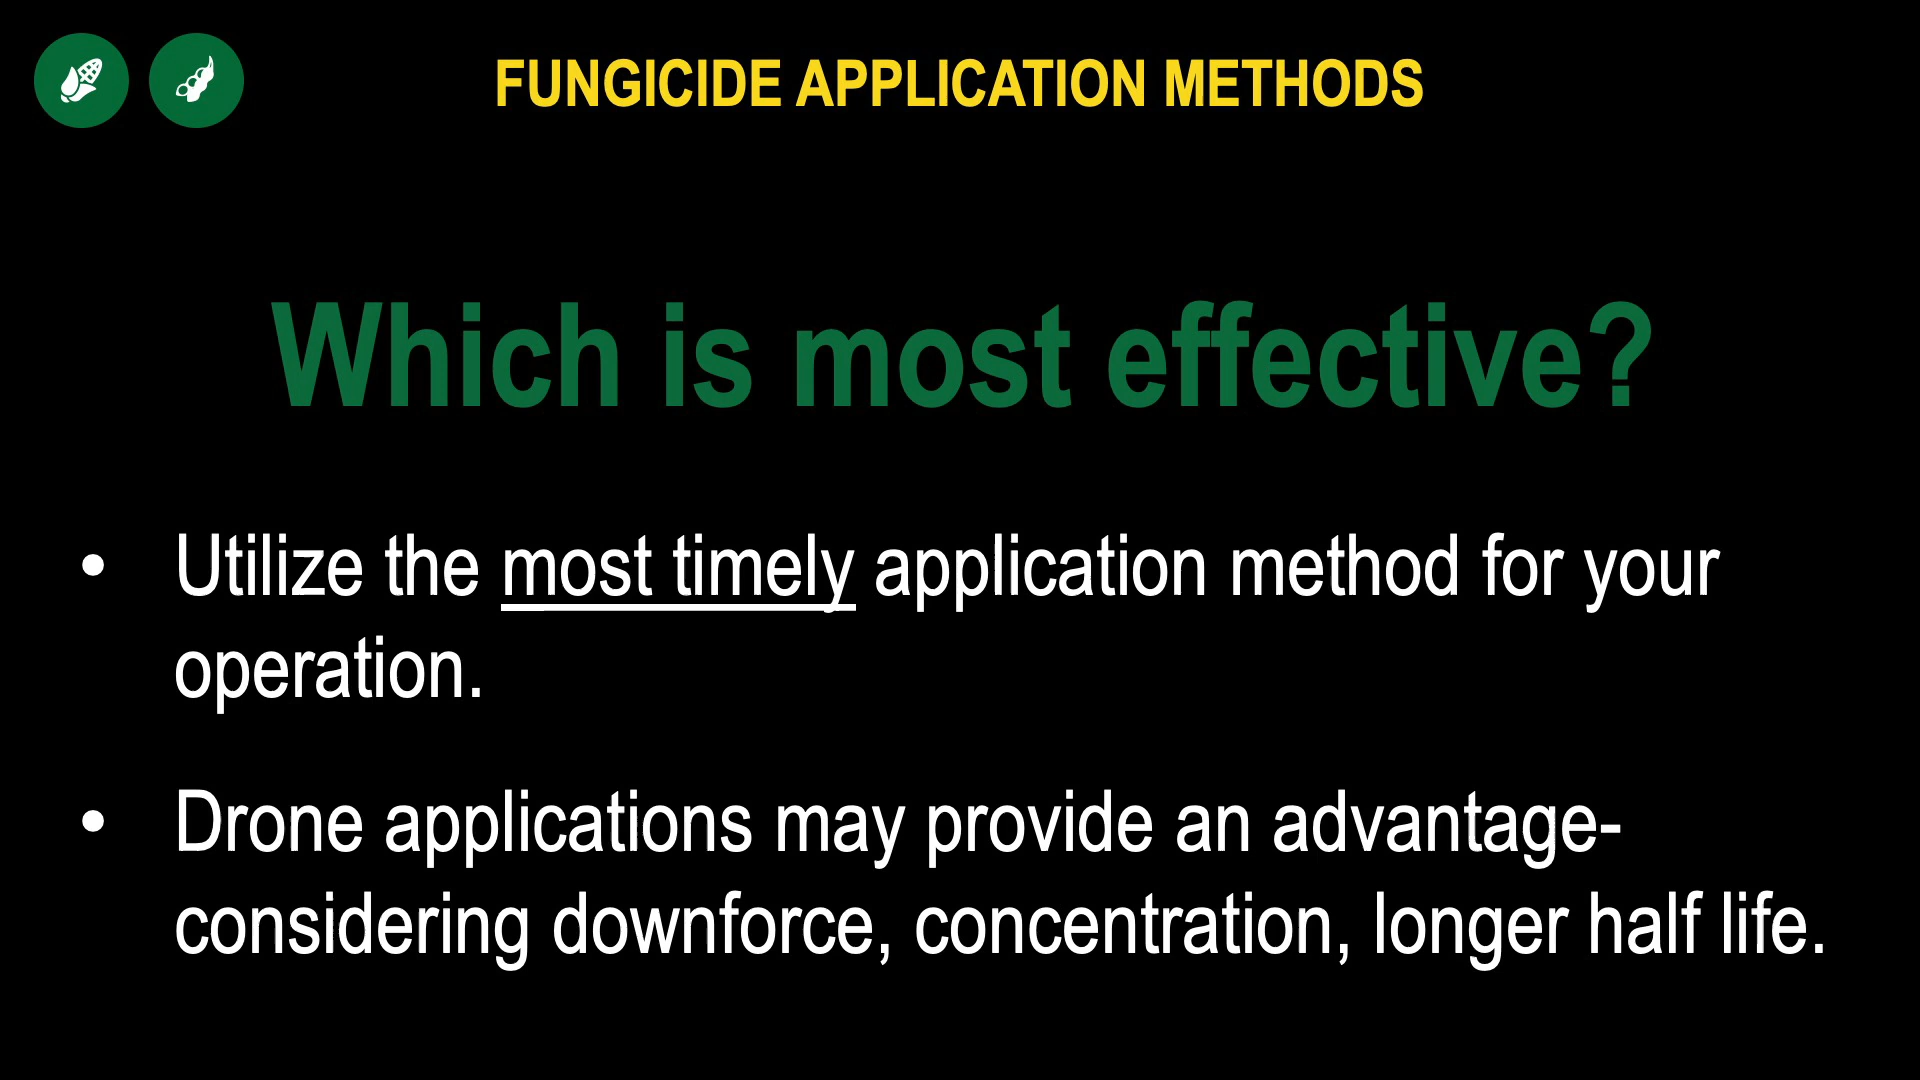 FUNGICIDE APPLICATION METHODS
Which is most effective?
• Utilize the most timely application method for your
operation.
• Drone applications may provide an advantage-
considering downforce, concentration, longer half life.